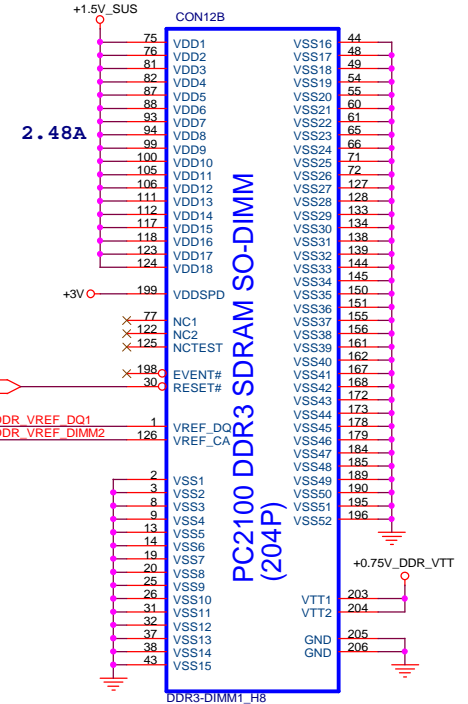 +1.5V_SUS
CON12B
2.48A
75 VDD1
76 VDD2
81 VDD3
82 VDD4
87 VDD5
88 VDD6
93 VDD7
94 VDD8
99 VDD9
100 VDD10
105 VDD11
106 VDD12
111 VDD13
112 VDD14
117 VDD15
118 VDD16
123 VDD17
124 VDD18
+3V 199 VDDSPD
77 NC1
122 NC2
125 NCTEST
198 EVENT#
30 RESET#
DDR_VREF_DQ1 1 VREF_DQ
DDR_VREF_DIMM2 126 VREF_CA
2 VSS1
3 VSS2
8 VSS3
9 VSS4
13 VSS5
14 VSS6
19 VSS7
20 VSS8
25 VSS9
26 VSS10
31 VSS11
32 VSS12
37 VSS13
38 VSS14
43 VSS15
PC2100 DDR3 SDRAM SO-DIMM
(204P)
VSS16 44
VSS17 48
VSS18 49
VSS19 54
VSS20 55
VSS21 60
VSS22 61
VSS23 65
VSS24 66
VSS25 71
VSS26 72
VSS27 127
VSS28 128
VSS29 133
VSS30 134
VSS31 138
VSS32 139
VSS33 144
VSS34 145
VSS35 150
VSS36 151
VSS37 155
VSS38 156
VSS39 161
VSS40 162
VSS41 167
VSS42 168
VSS43 172
VSS44 173
VSS45 178
VSS46 179
VSS47 184
VSS48 185
VSS49 189
VSS50 190
VSS51 195
VSS52 196
+0.75V_DDR_VTT
VTT1 203
VTT2 204
GND 205
GND 206
DDR3-DIMM1_H8